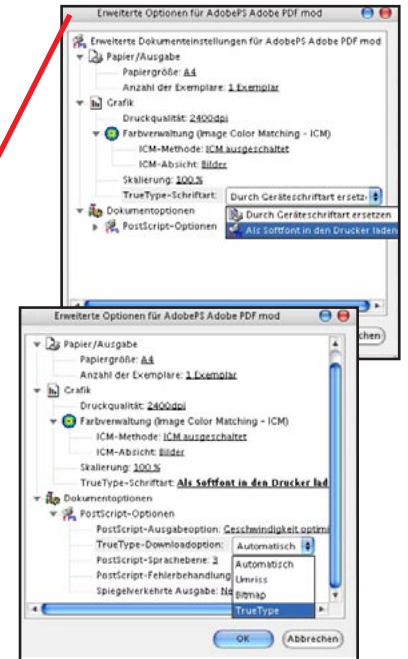 Erweiterte Optionen für AdobePS Adobe PDF mod
Erweiterte Dokumenteinstellungen für AdobePS Adobe PDF mod
Papier/Ausgabe
Papiergröße: A4
Anzahl der Exemplare: 1 Exemplar
Grafik
Druckqualität: 2400dpi
Farbverwaltung (Image Color Matching - ICM)
ICM-Methode: ICM ausgeschaltet
ICM-Absicht: Bilder
Skalierung: 100 %
TrueType-Schriftart: Durch Geräteschriftart ersetz-
Dokumentoptionen
Durch Geräteschriftart ersetzen
PostScript-Optionen
Als Softfont in den Drucker laden
chen)
Erweiterte Optionen für AdobePS Adobe PDF mod
Papier/Ausgabe
Papiergröße: A4
Anzahl der Exemplare: 1 Exemplar
Grafik
Druckqualität: 2400dpi
Farbverwaltung (Image Color Matching - ICM)
ICM-Methode: ICM ausgeschaltet
ICM-Absicht: Bilder
Skalierung: 100 %
TrueType-Schriftart: Als Softfont in den Drucker lad
Dokumentoptionen
PostScript-Optionen
PostScript-Ausgabeoption: Geschwindigkeit optimi
TrueType-Downloadoption: Automatisch
PostScript-Sprachebene: 3
Automatisch
PostScript-Fehlerbehandlung
Umriss
Spiegelverkehrte Ausgabe: Ne
Bitmap
TrueType
OK
Abbrechen